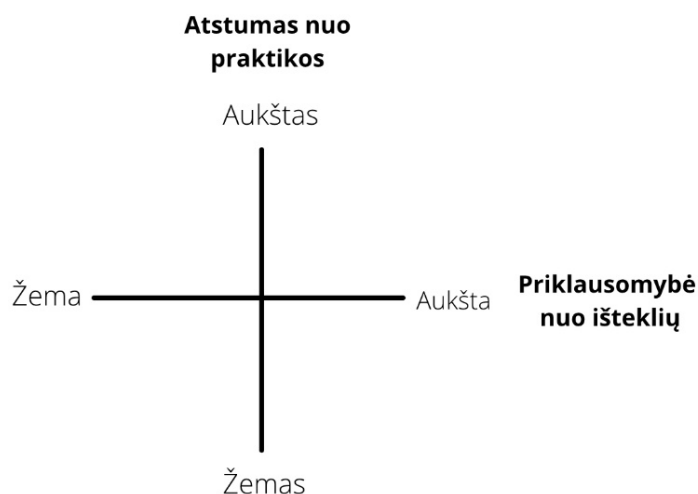 Atstumas nuo
praktikos
Aukštas
Žema
Aukšta
Priklausomybė
nuo išteklių
Žemas